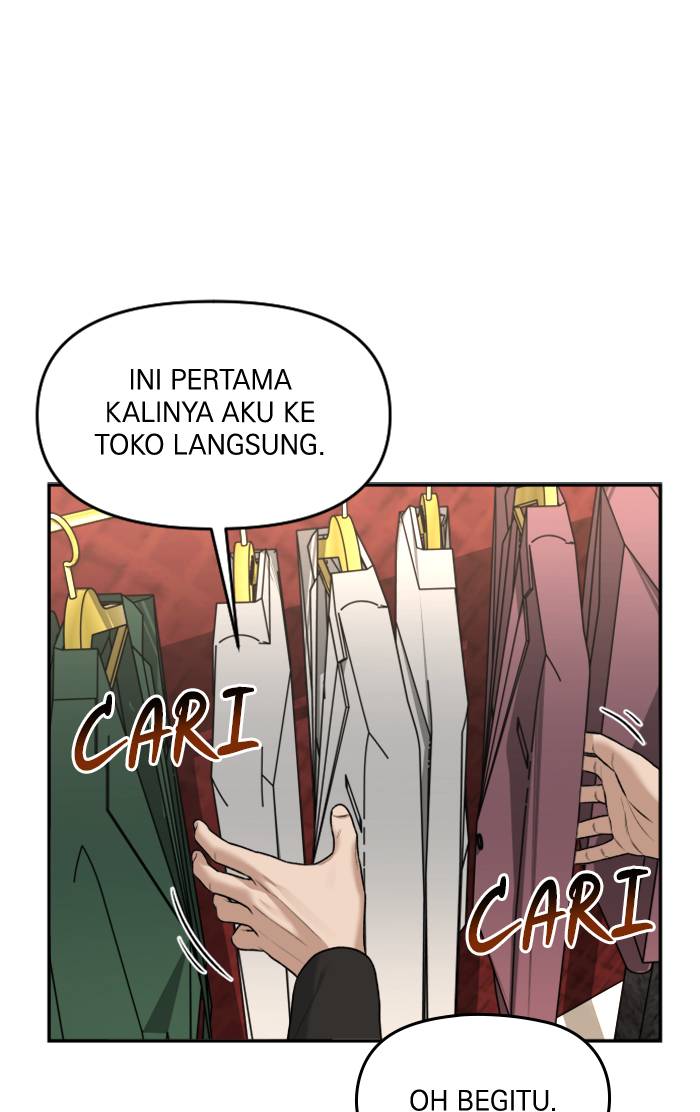 INI PERTAMA
KALINYA AKU KE
TOKO LANGSUNG.
CARI
CARI
OH BEGITU.